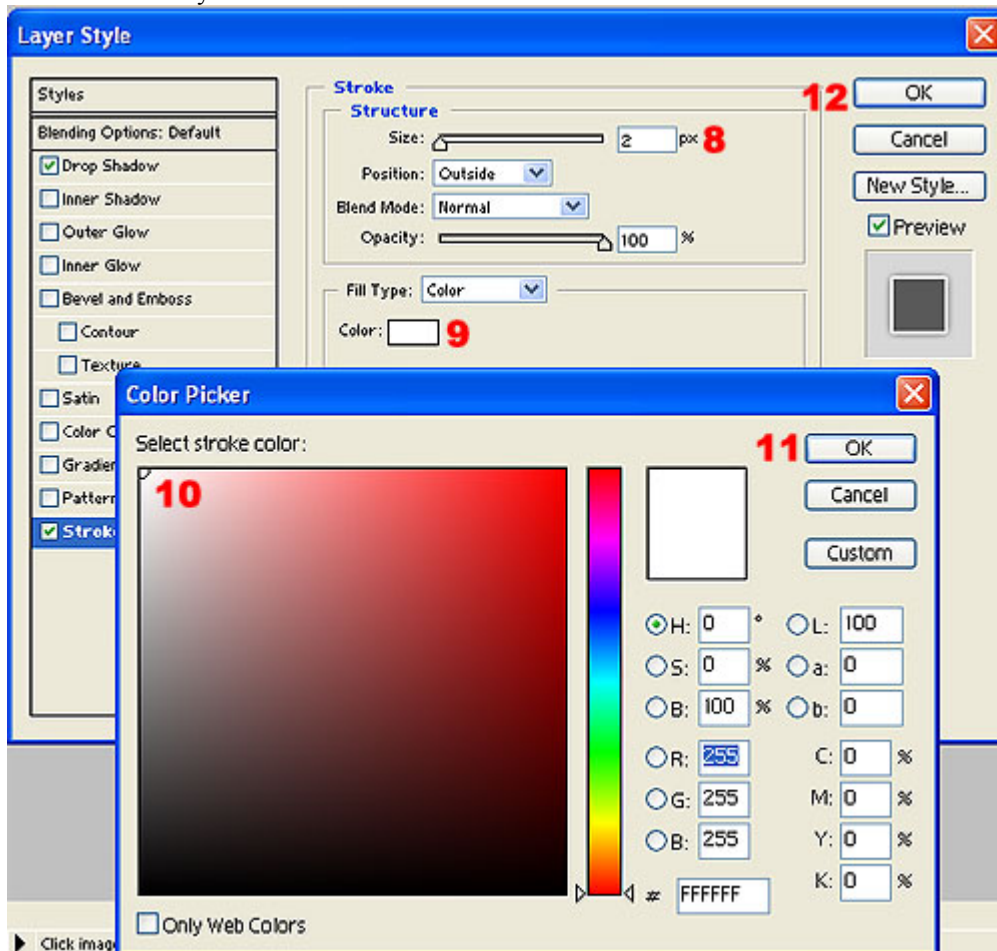 Layer Style
Styles
Blending Options: Default
Drop Shadow
Inner Shadow
Outer Glow
Inner Glow
Bevel and Emboss
Contour
Texture
Satin
Color
Stroke
Stroke
Structure
Size: 2 px 8
Position: Outside
Blend Mode: Normal
Opacity: 100 %
Fill Type: Color
Color: 9
12 OK
Cancel
New Style...
Preview
Color Picker
Select stroke color:
10
11 OK
Cancel
Custom
H: 0 ° L: 100
S: 0 % a: 0
B: 100 % b: 0
R: 255 C: 0 %
G: 255 M: 0 %
B: 255 Y: 0 %
# FFFFFF K: 0 %
Only Web Colors
Click